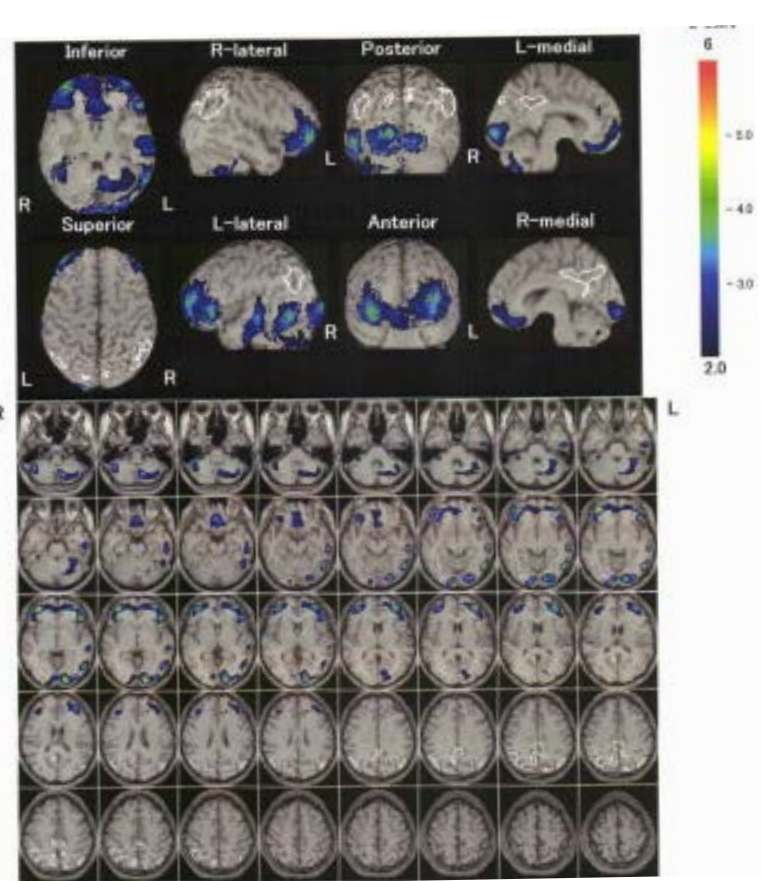 6
Inferior R-lateral Posterior L-medial
- 5.0
L R
- 4.0
R L
Superior L-lateral Anterior R-medial
- 3.0
R L
2.0
L R
L